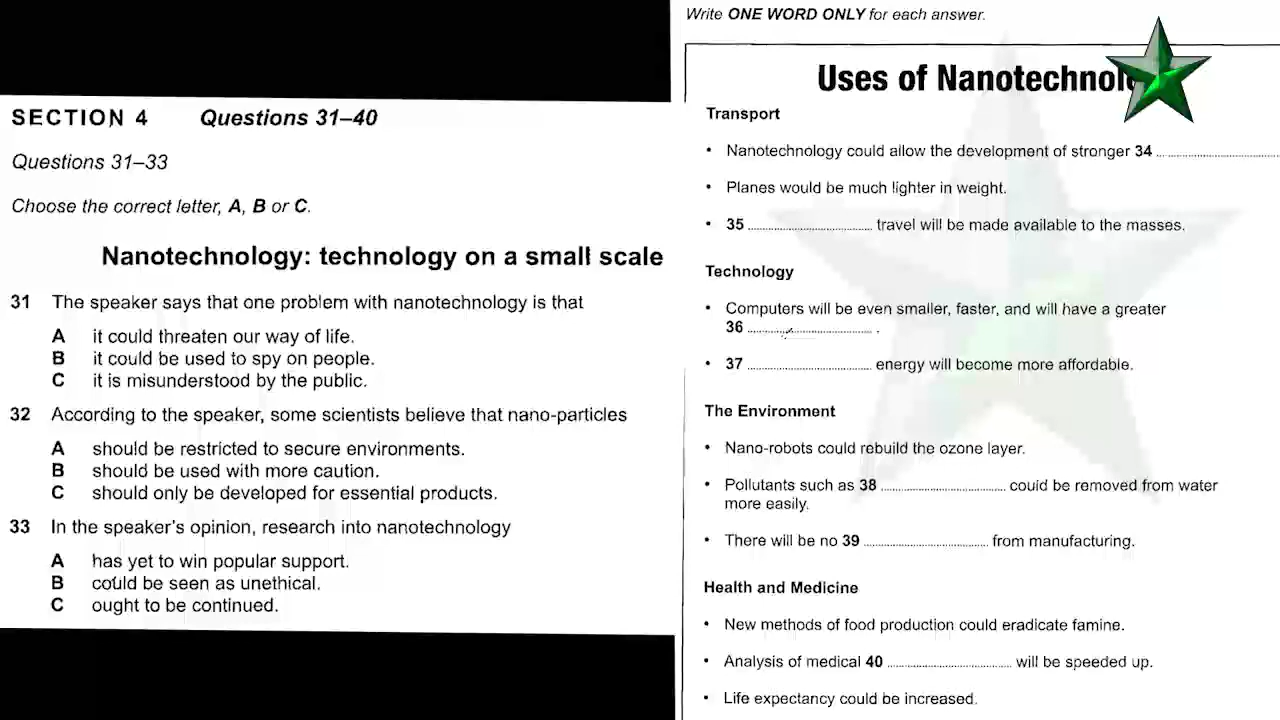 SECTION 4 Questions 31–40
Questions 31–33
Choose the correct letter, A, B or C.
Nanotechnology: technology on a small scale
31 The speaker says that one problem with nanotechnology is that
A it could threaten our way of life.
B it could be used to spy on people.
C it is misunderstood by the public.
32 According to the speaker, some scientists believe that nano-particles
A should be restricted to secure environments.
B should be used with more caution.
C should only be developed for essential products.
33 In the speaker's opinion, research into nanotechnology
A has yet to win popular support.
B could be seen as unethical.
C ought to be continued.
Write ONE WORD ONLY for each answer.
Uses of
Transport
• Nanotechnology could allow the development of stronger 34 ..............................
• Planes would be much lighter in weight.
• 35 .............................. travel will be made available to the masses.
Technology
• Computers will be even smaller, faster, and will have a greater
36 .............................. .
• 37 .............................. energy will become more affordable.
The Environment
• Nano-robots could rebuild the ozone layer.
• Pollutants such as 38 .............................. could be removed from water
more easily.
• There will be no 39 .............................. from manufacturing.
Health and Medicine
• New methods of food production could eradicate famine.
• Analysis of medical 40 .............................. will be speeded up.
• Life expectancy could be increased.